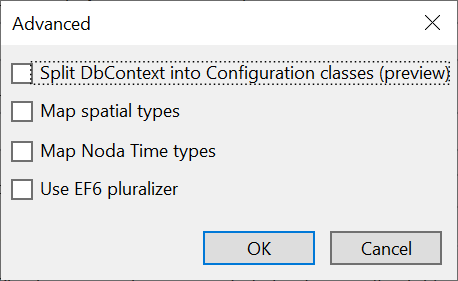 Advanced
Split DbContext into Configuration classes (preview)
Map spatial types
Map Noda Time types
Use EF6 pluralizer
OK
Cancel